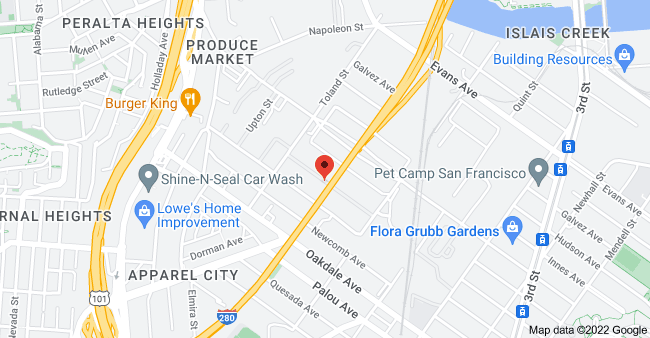 PERALTA HEIGHTS
Alabama St
Mullen Ave
Holladay Ave
Rutledge Street
PRODUCE
MARKET
Napoleon St
Toland St
Galvez Ave
Evans Ave
ISLAIS CREEK
Building Resources
Quint St
3rd St
Burger King
Upton St
Shine-N-Seal Car Wash
Pet Camp San Francisco
Newhall St
Evans Ave
Mendell St
RNAL HEIGHTS
Lowe's Home
Improvement
Flora Grubb Gardens
Galvez Ave
Hudson Ave
Innes Ave
Dorman Ave
Newcomb Ave
Oakdale Ave
Palou Ave
Quesada Ave
APPAREL CITY
101
Elmira St
Nevada St
280
3rd St
Map data ©2022 Google